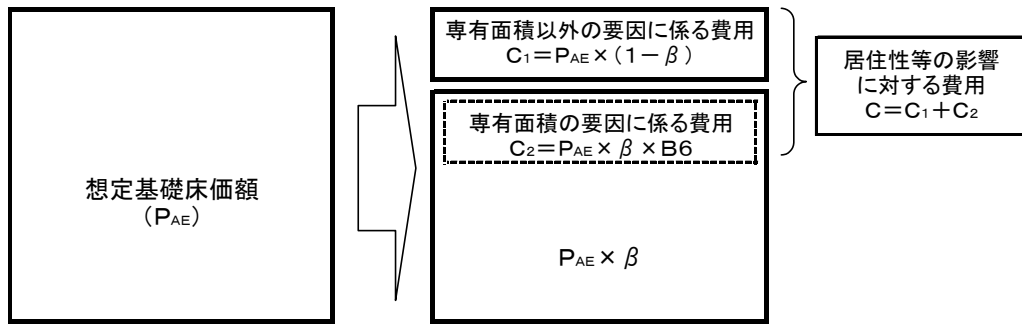 専有面積以外の要因に係る費用
C₁＝PAE×（1－β）
居住性等の影響
に対する費用
C＝C₁＋C₂
専有面積の要因に係る費用
C₂＝PAE×β×B6
想定基礎床価額
（PAE）
PAE×β